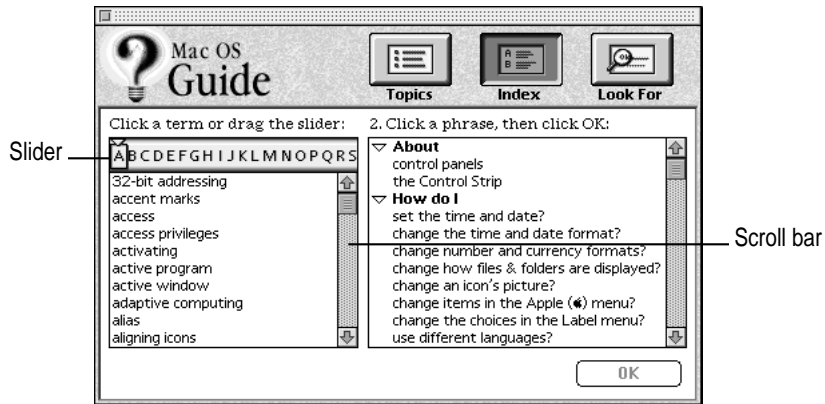 Mac OS
Guide
Topics
Index
Look For
Click a term or drag the slider:
2. Click a phrase, then click OK:
Slider
A B C D E F G H I J K L M N O P Q R S
32-bit addressing
accent marks
access
access privileges
activating
active program
active window
adaptive computing
alias
aligning icons
About
control panels
the Control Strip
How do I
set the time and date?
change the time and date format?
change number and currency formats?
change how files & folders are displayed?
change an icon's picture?
change items in the Apple () menu?
change the choices in the Label menu?
use different languages?
Scroll bar
OK